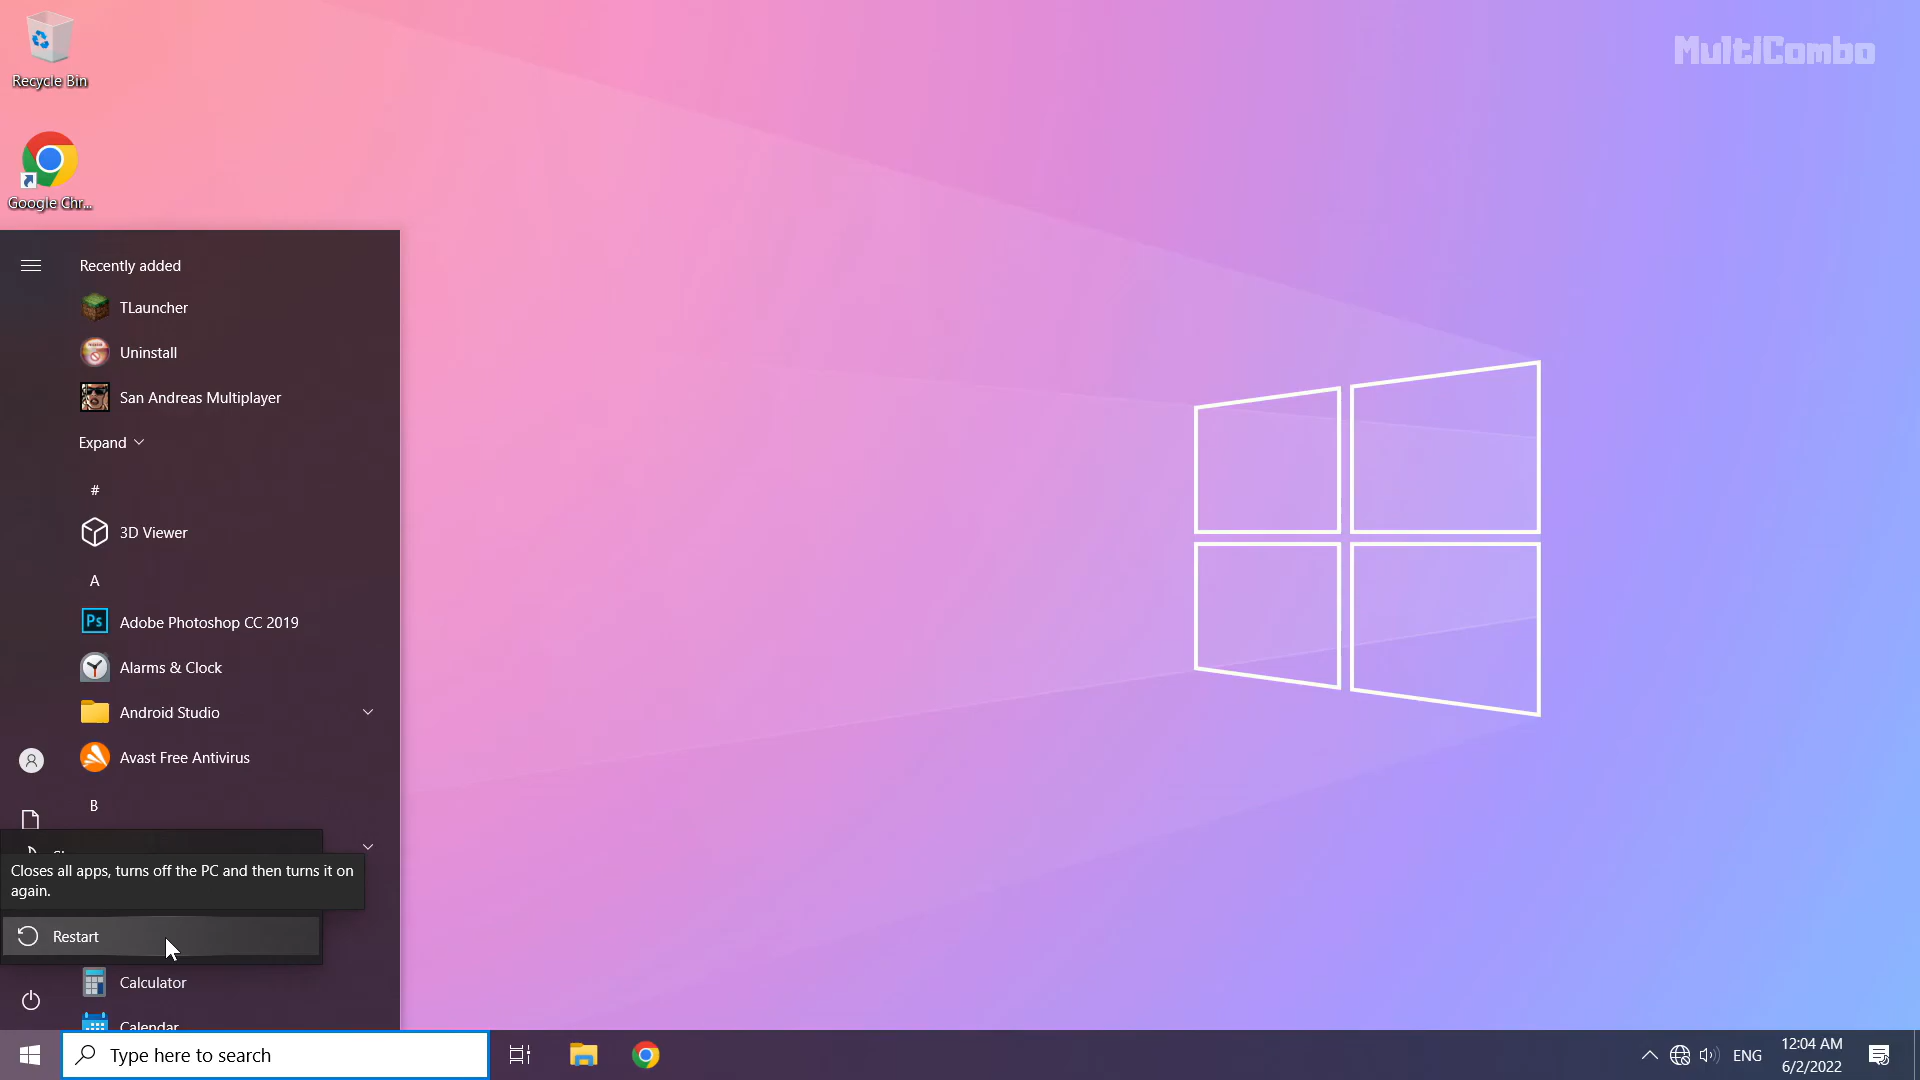 Recycle Bin
MultiCombo
Google Chr...
Recently added
TLauncher
Uninstall
San Andreas Multiplayer
Expand
#
3D Viewer
A
Ps
Adobe Photoshop CC 2019
Alarms & Clock
Android Studio
Avast Free Antivirus
B
Closes all apps, turns off the PC and then turns it on
again.
Restart
Calculator
Calendar
Type here to search
ENG
12:04 AM
6/2/2022